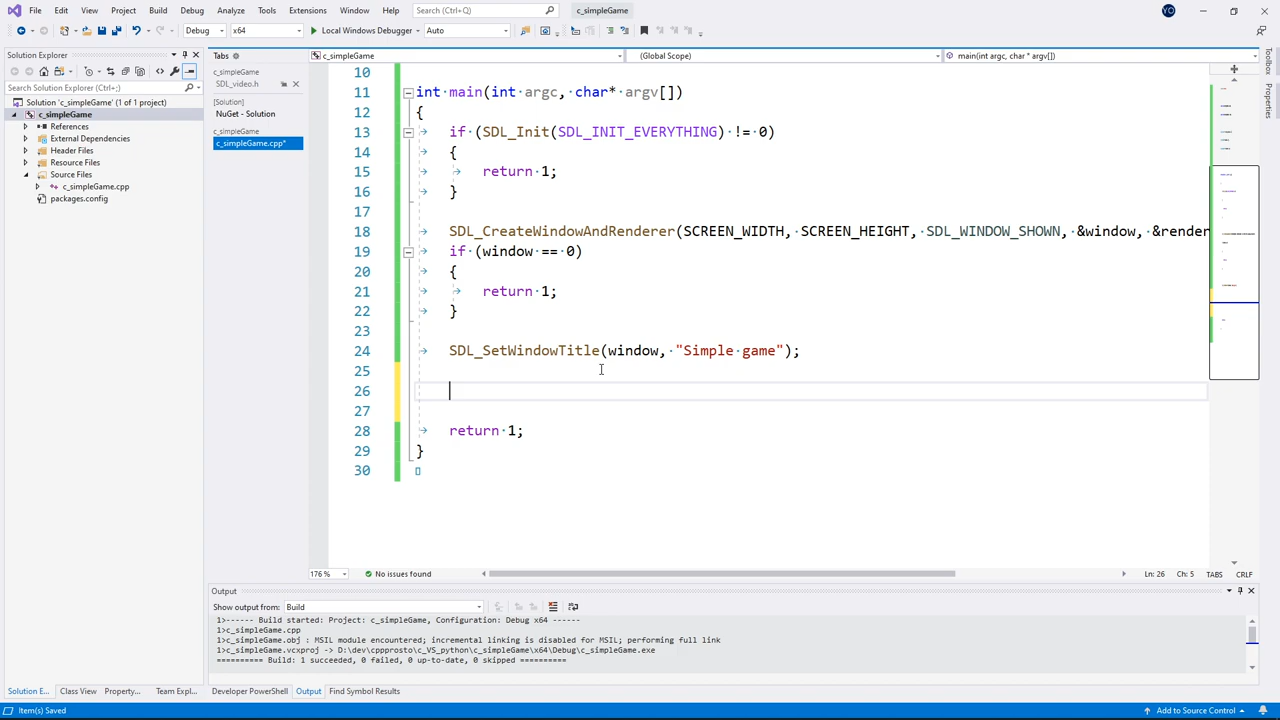 File Edit View Project Build Debug Analyze Tools Extensions Window Help Search (Ctrl+Q) c_simpleGame YO
Debug x64 Local Windows Debugger Auto
Solution Explorer
Search Solution Explorer (Ctrl+;)
Solution 'c_simpleGame' (1 of 1 project)
c_simpleGame
References
External Dependencies
Header Files
Resource Files
Source Files
c_simpleGame.cpp
packages.config
Tabs
c_simpleGame
SDL_video.h
[Solution]
NuGet - Solution
c_simpleGame
c_simpleGame.cpp*
c_simpleGame (Global Scope) main(int argc, char * argv[])
10
11 int main(int argc, char* argv[])
12 {
13 if (SDL_Init(SDL_INIT_EVERYTHING) != 0)
14 {
15 return 1;
16 }
17
18 SDL_CreateWindowAndRenderer(SCREEN_WIDTH, SCREEN_HEIGHT, SDL_WINDOW_SHOWN, &window, &render
19 if (window == 0)
20 {
21 return 1;
22 }
23
24 SDL_SetWindowTitle(window, "Simple game");
25
26
27
28 return 1;
29 }
30
176 % No issues found Ln: 26 Ch: 5 TABS CRLF
Output
Show output from: Build
1>------ Build started: Project: c_simpleGame, Configuration: Debug x64 ------
1>c_simpleGame.cpp
1>c_simpleGame.obj : MSIL module encountered; incremental linking is disabled for MSIL; performing full link
1>c_simpleGame.vcxproj -> D:\dev\cppprosto\c_VS_python\c_simpleGame\x64\Debug\c_simpleGame.exe
========== Build: 1 succeeded, 0 failed, 0 up-to-date, 0 skipped ==========
Solution E... Class View Property... Team Expl... Developer PowerShell Output Find Symbol Results
Item(s) Saved Add to Source Control
Toolbox
Properties